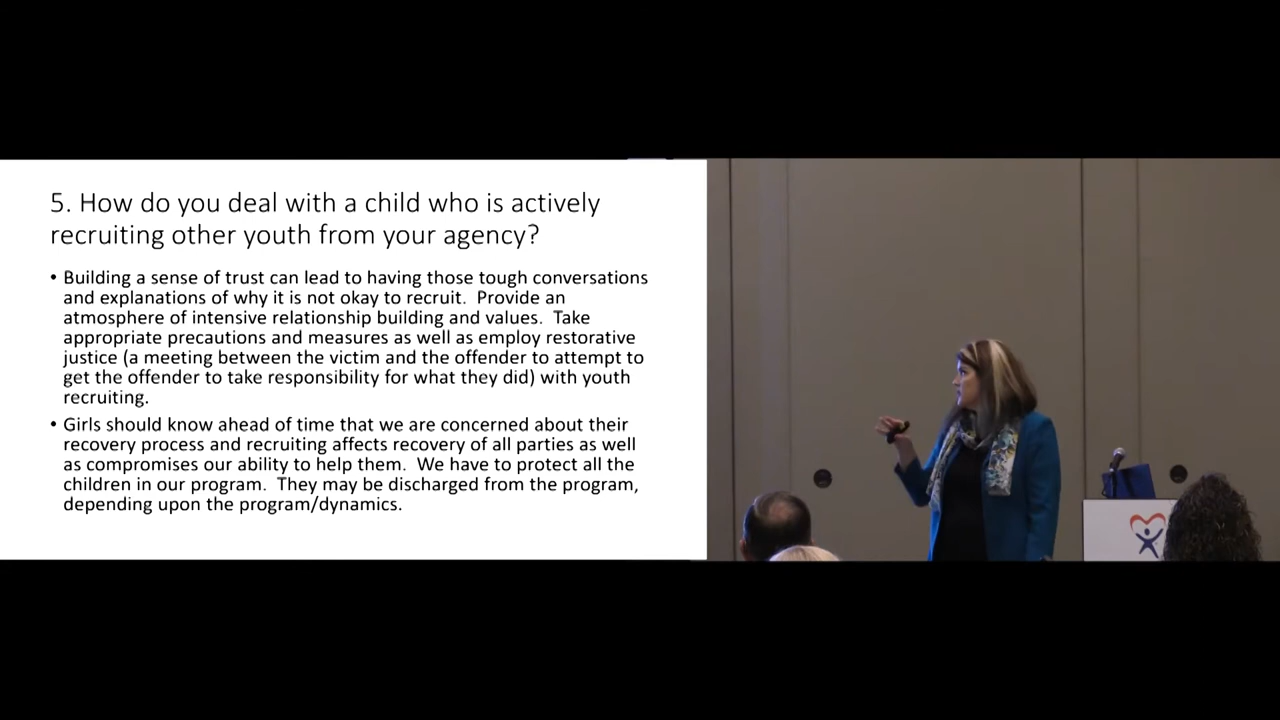 5. How do you deal with a child who is actively
recruiting other youth from your agency?
• Building a sense of trust can lead to having those tough conversations
and explanations of why it is not okay to recruit.  Provide an
atmosphere of intensive relationship building and values.  Take
appropriate precautions and measures as well as employ restorative
justice (a meeting between the victim and the offender to attempt to
get the offender to take responsibility for what they did) with youth
recruiting.
• Girls should know ahead of time that we are concerned about their
recovery process and recruiting affects recovery of all parties as well
as compromises our ability to help them.  We have to protect all the
children in our program.  They may be discharged from the program,
depending upon the program/dynamics.